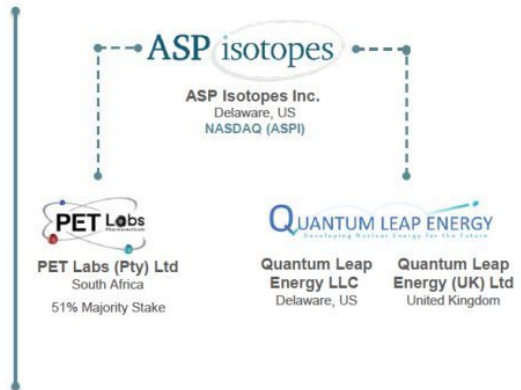 ASP isotopes
ASP Isotopes Inc.
Delaware, US
NASDAQ (ASPI)
PET Labs
Pharmaceuticals
PET Labs (Pty) Ltd
South Africa
51% Majority Stake
QUANTUM LEAP ENERGY
Developing Nuclear Energy for the Future
Quantum Leap
Energy LLC
Delaware, US
Quantum Leap
Energy (UK) Ltd
United Kingdom